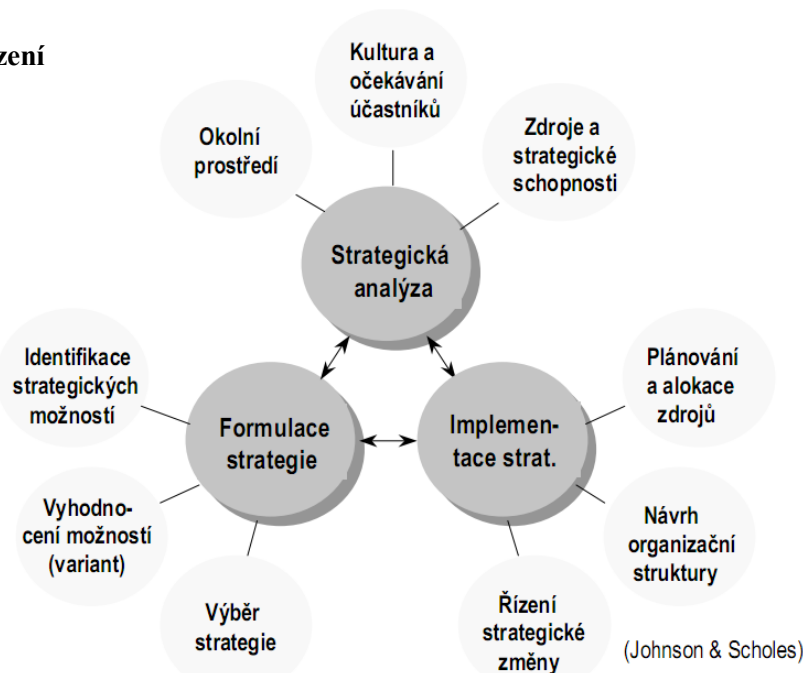 zení
Kultura a
očekávání
účastníků
Okolní
prostředí
Zdroje a
strategické
schopnosti
Strategická
analýza
Identifikace
strategických
možností
Formulace
strategie
Implemen-
tace strat.
Plánování
a alokace
zdrojů
Vyhodno-
cení možností
(variant)
Návrh
organizační
struktury
Výběr
strategie
Řízení
strategické
změny
(Johnson & Scholes)